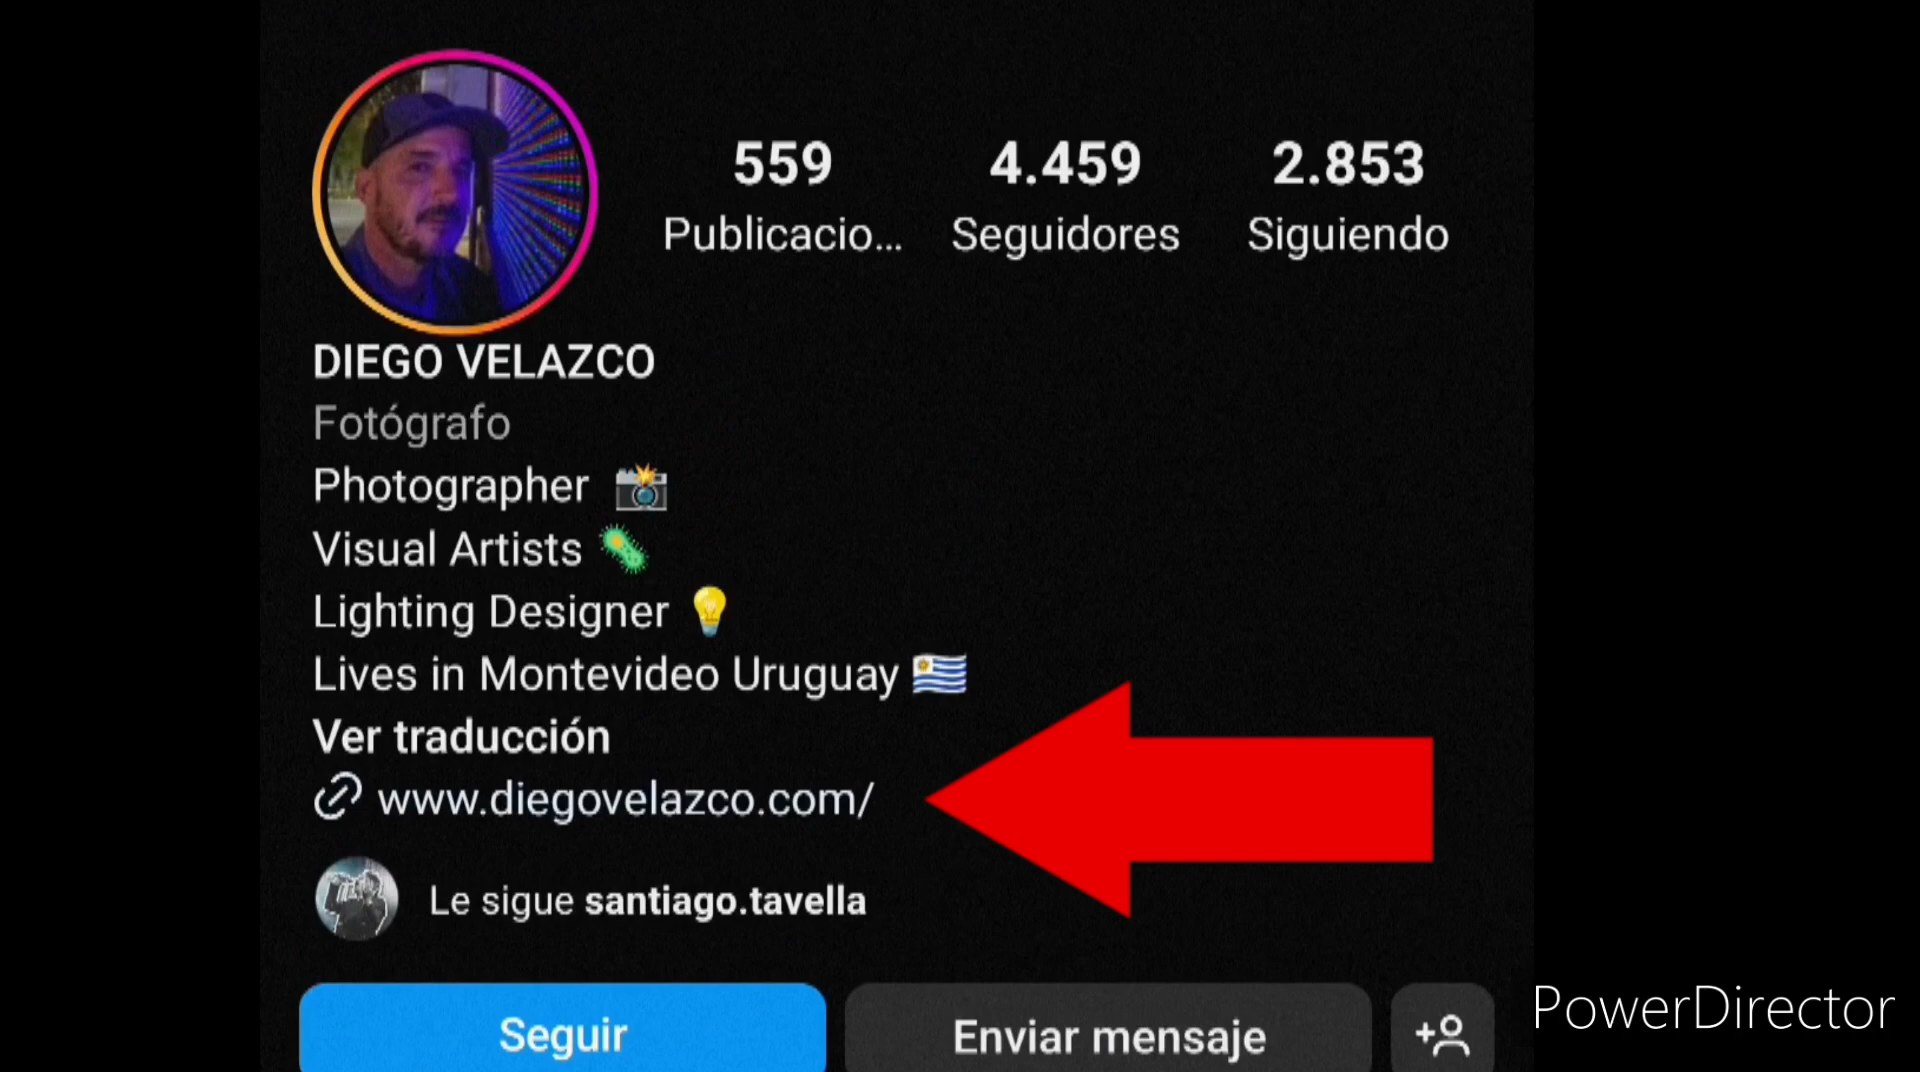 559 4.459 2.853
Publicacio... Seguidores Siguiendo
DIEGO VELAZCO
Fotógrafo
Photographer 📸
Visual Artists 🦠
Lighting Designer 💡
Lives in Montevideo Uruguay 🇺🇾
Ver traducción
www.diegovelazco.com/
Le sigue santiago.tavella
Seguir Enviar mensaje
PowerDirector